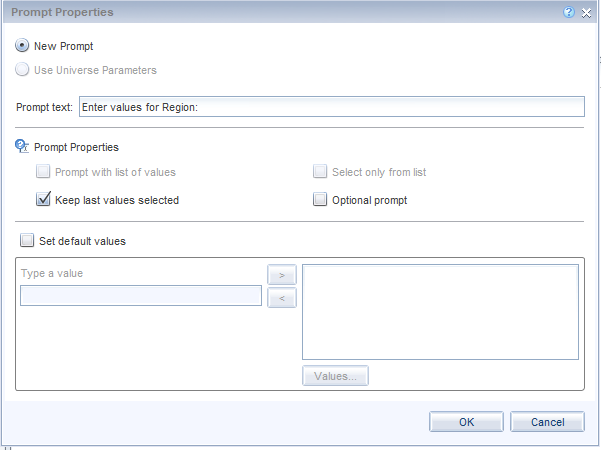 Prompt Properties
New Prompt
Use Universe Parameters
Prompt text: Enter values for Region:
Prompt Properties
Prompt with list of values Select only from list
Keep last values selected Optional prompt
Set default values
Type a value
>
<
Values...
OK Cancel